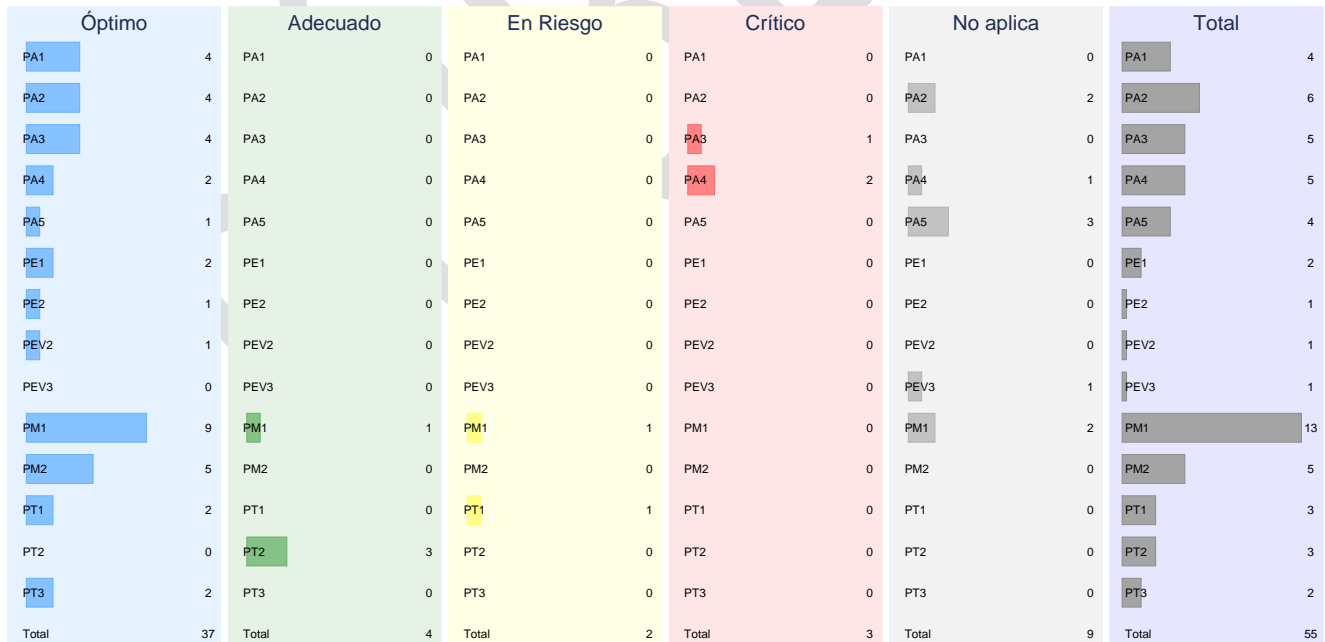 Óptimo Adecuado En Riesgo Crítico No aplica Total
PA1 4 PA1 0 PA1 0 PA1 0 PA1 0 PA1 4
PA2 4 PA2 0 PA2 0 PA2 0 PA2 2 PA2 6
PA3 4 PA3 0 PA3 0 PA3 1 PA3 0 PA3 5
PA4 2 PA4 0 PA4 0 PA4 2 PA4 1 PA4 5
PA5 1 PA5 0 PA5 0 PA5 0 PA5 3 PA5 4
PE1 2 PE1 0 PE1 0 PE1 0 PE1 0 PE1 2
PE2 1 PE2 0 PE2 0 PE2 0 PE2 0 PE2 1
PEV2 1 PEV2 0 PEV2 0 PEV2 0 PEV2 0 PEV2 1
PEV3 0 PEV3 0 PEV3 0 PEV3 0 PEV3 1 PEV3 1
PM1 9 PM1 1 PM1 1 PM1 0 PM1 2 PM1 13
PM2 5 PM2 0 PM2 0 PM2 0 PM2 0 PM2 5
PT1 2 PT1 0 PT1 1 PT1 0 PT1 0 PT1 3
PT2 0 PT2 3 PT2 0 PT2 0 PT2 0 PT2 3
PT3 2 PT3 0 PT3 0 PT3 0 PT3 0 PT3 2
Total 37 Total 4 Total 2 Total 3 Total 9 Total 55